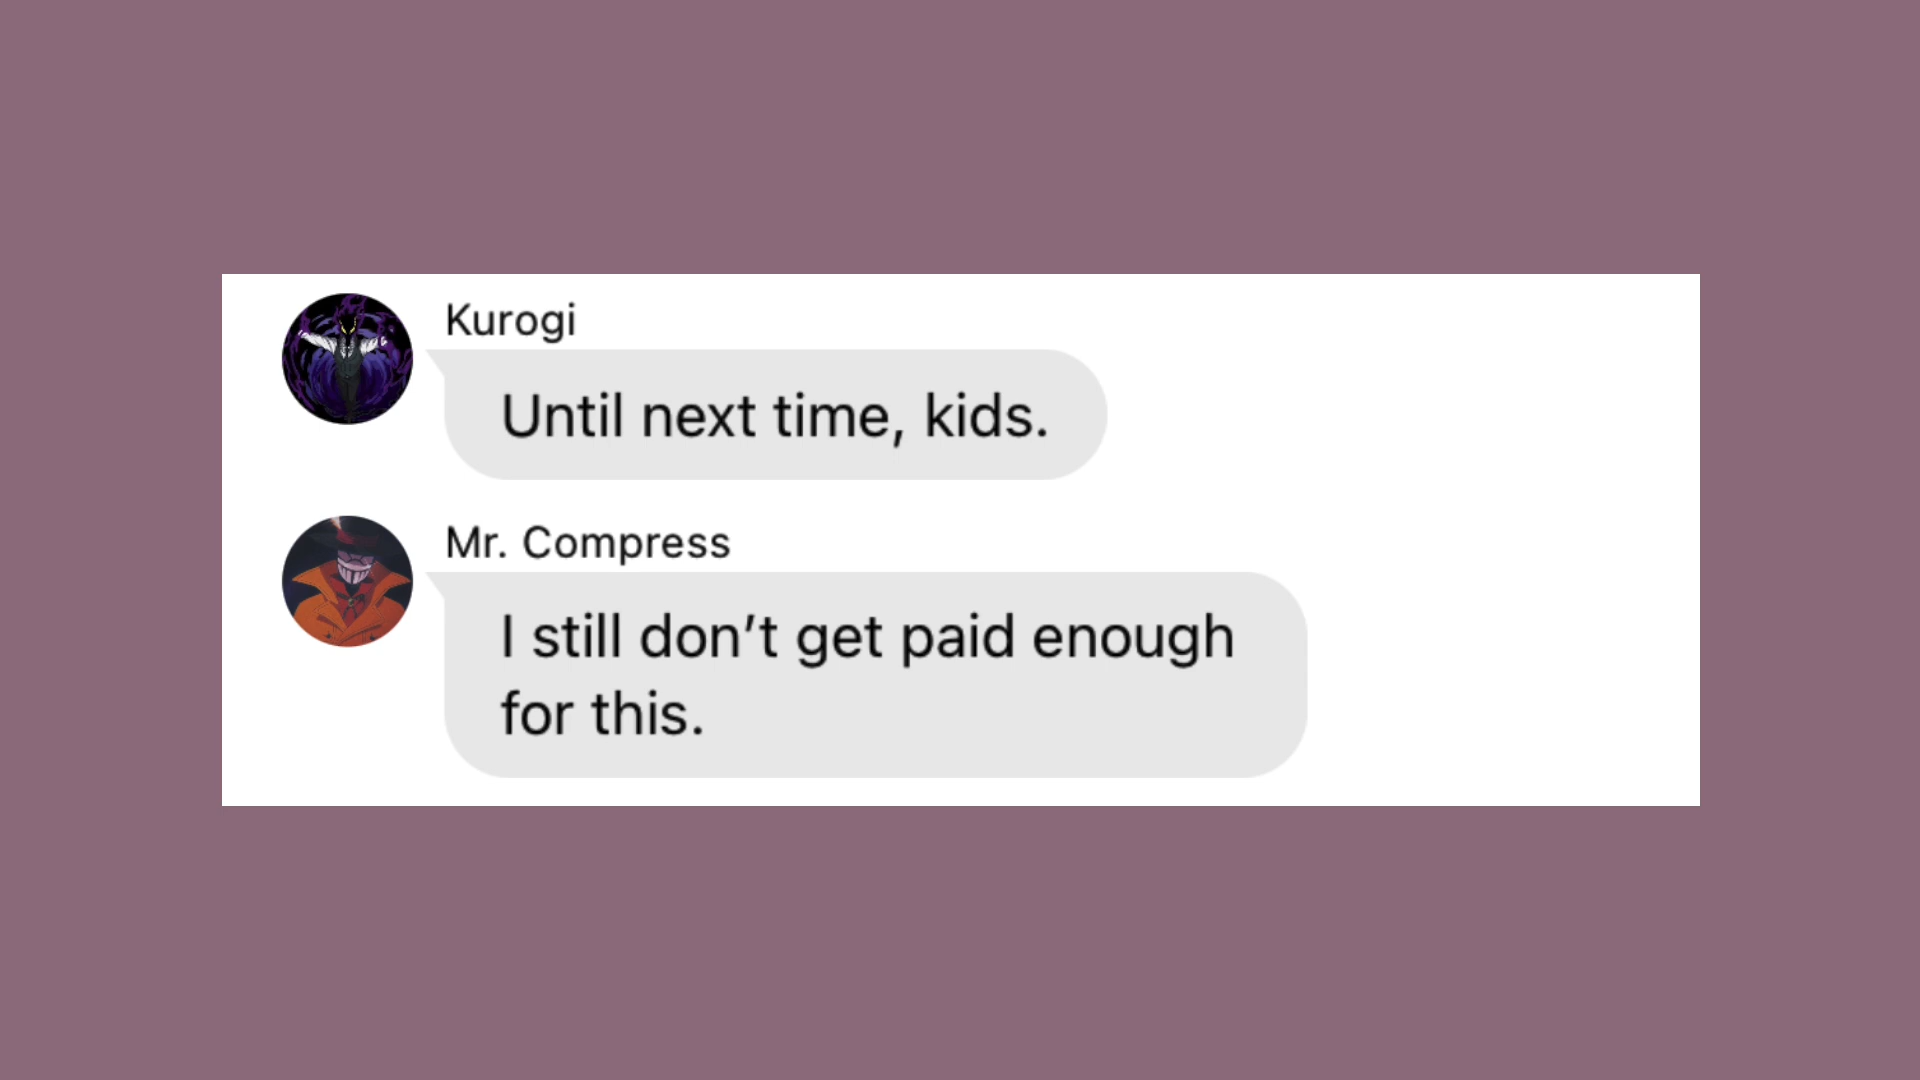 Kurogi
Until next time, kids.
Mr. Compress
I still don’t get paid enough
for this.